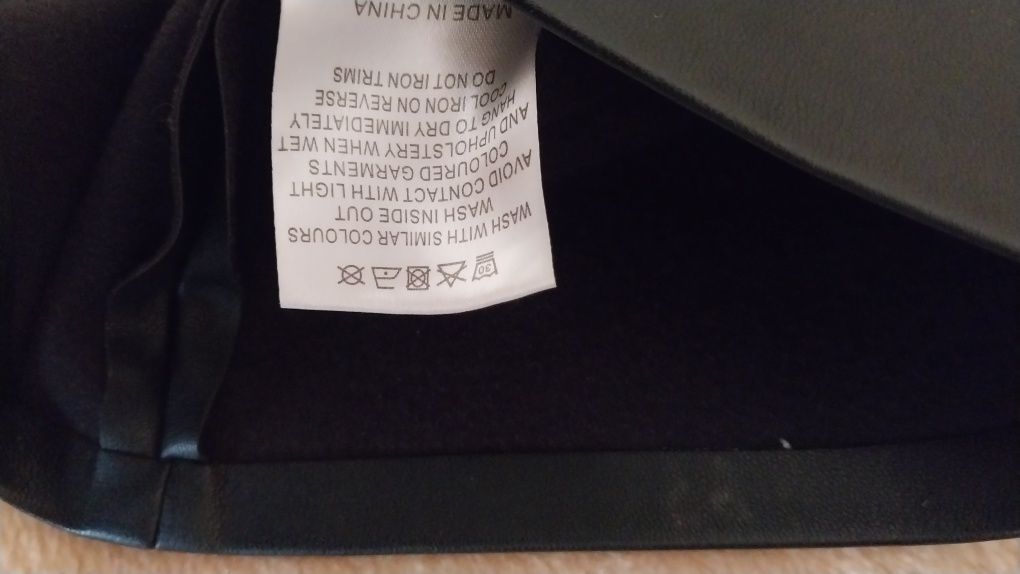 30
WASH WITH SIMILAR COLOURS
WASH INSIDE OUT
AVOID CONTACT WITH LIGHT
COLOURED GARMENTS
AND UPHOLSTERY WHEN WET
HANG TO DRY IMMEDIATELY
COOL IRON ON REVERSE
DO NOT IRON TRIMS
MADE IN CHINA